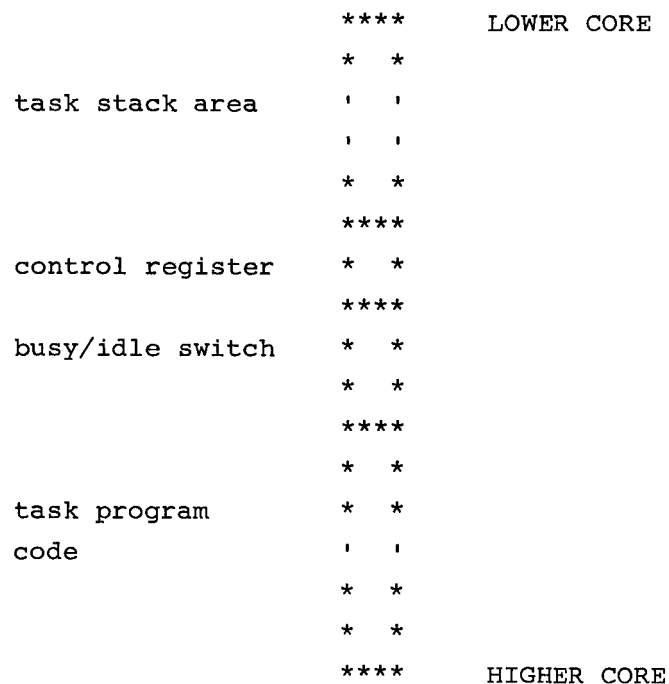 ****    LOWER CORE
*  *
task stack area    '  '
'  '
*  *
****
control register    *  *
****
busy/idle switch    *  *
*  *
****
*  *
task program    *  *
code    '  '
*  *
*  *
****    HIGHER CORE